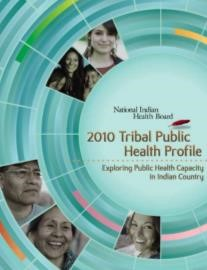 National Indian
Health Board
2010 Tribal Public
Health Profile
Exploring Public Health Capacity
in Indian Country